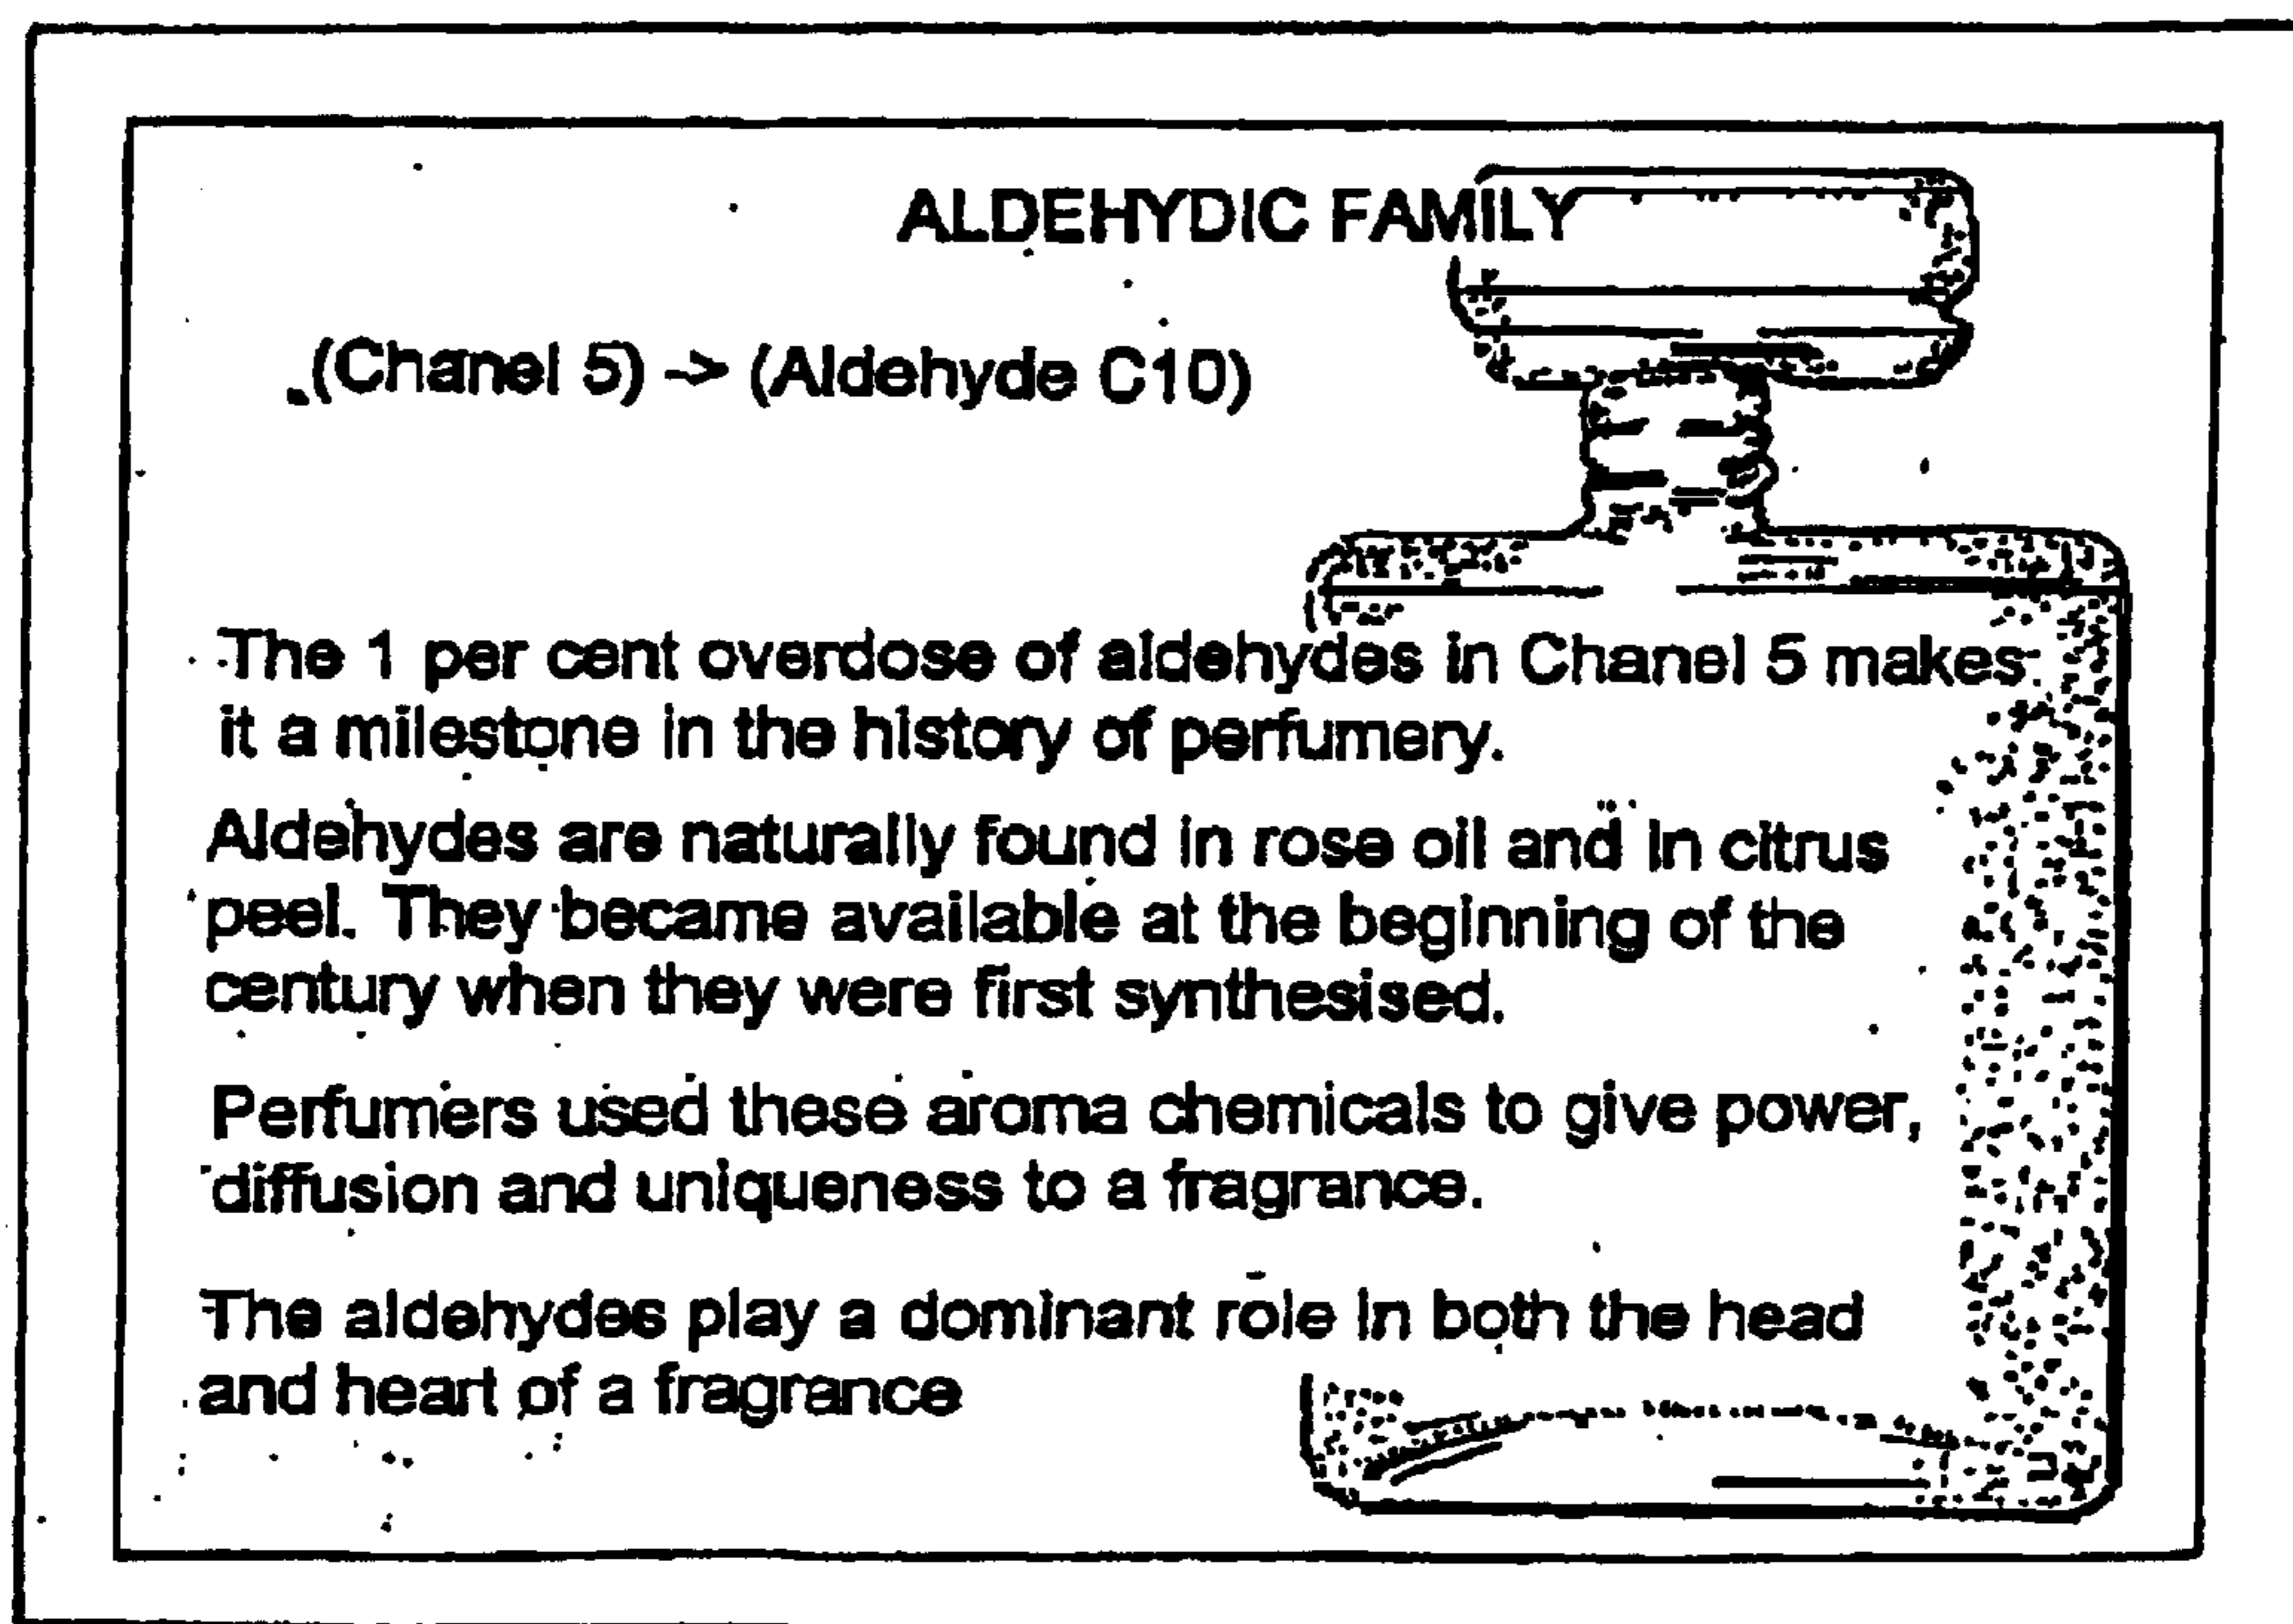 ALDEHYDIC FAMILY
(Chanel 5) -> (Aldehyde C10)
The 1 per cent overdose of aldehydes in Chanel 5 makes
it a milestone in the history of perfumery.
Aldehydes are naturally found in rose oil and in citrus
peel. They became available at the beginning of the
century when they were first synthesised.
Perfumers used these aroma chemicals to give power,
diffusion and uniqueness to a fragrance.
The aldehydes play a dominant role in both the head
and heart of a fragrance